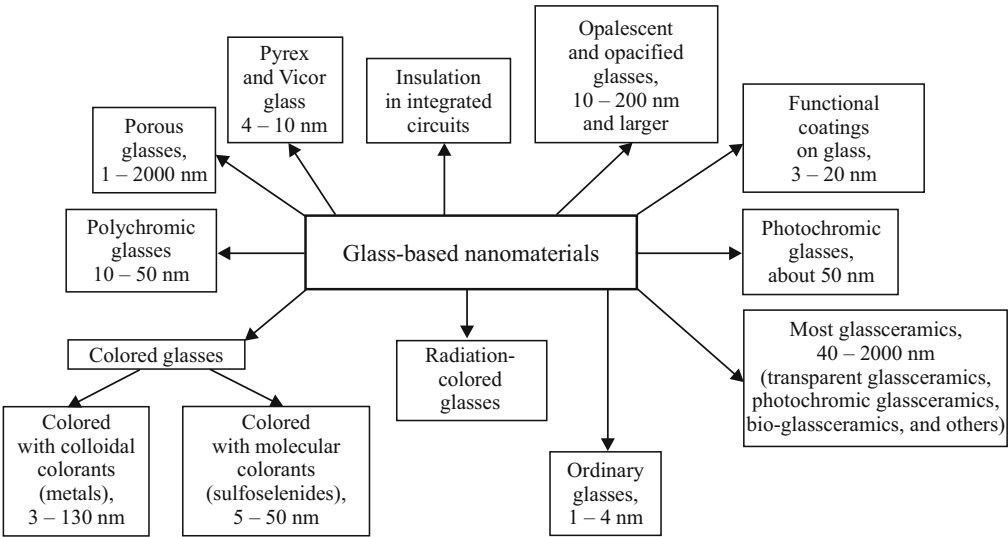 Pyrex
and Vicor
glass
4 – 10 nm
Insulation
in integrated
circuits
Opalescent
and opacified
glasses,
10 – 200 nm
and larger
Functional
coatings
on glass,
3 – 20 nm
Porous
glasses,
1 – 2000 nm
Polychromic
glasses
10 – 50 nm
Glass-based nanomaterials
Photochromic
glasses,
about 50 nm
Colored glasses
Radiation-
colored
glasses
Most glassceramics,
40 – 2000 nm
(transparent glassceramics,
photochromic glassceramics,
bio-glassceramics, and others)
Colored
with colloidal
colorants
(metals),
3 – 130 nm
Colored
with molecular
colorants
(sulfoselenides),
5 – 50 nm
Ordinary
glasses,
1 – 4 nm